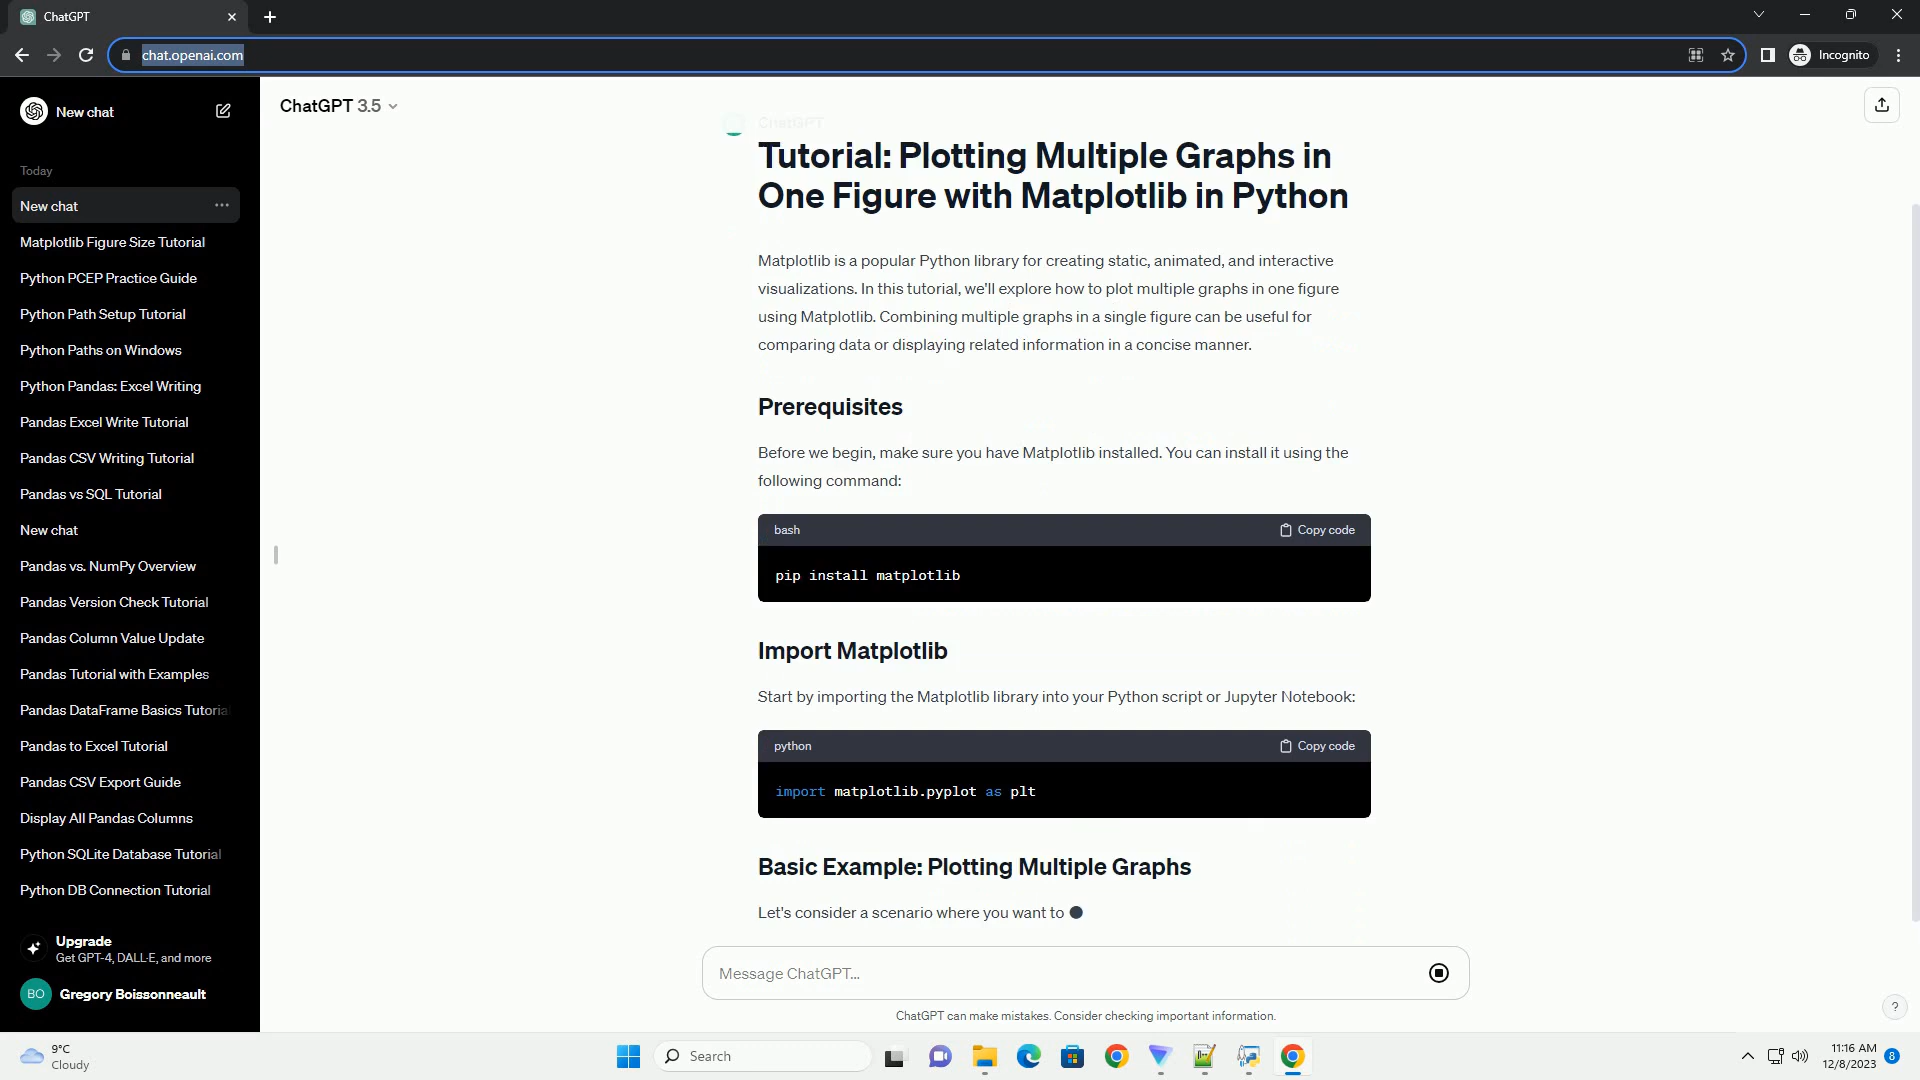 ChatGPT
chat.openai.com
Incognito
New chat
Today
New chat
Matplotlib Figure Size Tutorial
Python PCEP Practice Guide
Python Path Setup Tutorial
Python Paths on Windows
Python Pandas: Excel Writing
Pandas Excel Write Tutorial
Pandas CSV Writing Tutorial
Pandas vs SQL Tutorial
New chat
Pandas vs. NumPy Overview
Pandas Version Check Tutorial
Pandas Column Value Update
Pandas Tutorial with Examples
Pandas DataFrame Basics Tutoria
Pandas to Excel Tutorial
Pandas CSV Export Guide
Display All Pandas Columns
Python SQLite Database Tutorial
Python DB Connection Tutorial
Upgrade
Get GPT-4, DALL·E, and more
BO
Gregory Boissonneault
ChatGPT 3.5
ChatGPT
Tutorial: Plotting Multiple Graphs in
One Figure with Matplotlib in Python
Matplotlib is a popular Python library for creating static, animated, and interactive
visualizations. In this tutorial, we'll explore how to plot multiple graphs in one figure
using Matplotlib. Combining multiple graphs in a single figure can be useful for
comparing data or displaying related information in a concise manner.
Prerequisites
Before we begin, make sure you have Matplotlib installed. You can install it using the
following command:
bash Copy code
pip install matplotlib
Import Matplotlib
Start by importing the Matplotlib library into your Python script or Jupyter Notebook:
python Copy code
import matplotlib.pyplot as plt
Basic Example: Plotting Multiple Graphs
Let's consider a scenario where you want to
Message ChatGPT...
ChatGPT can make mistakes. Consider checking important information.
?
9°C
Cloudy
Search
11:16 AM
12/8/2023
8